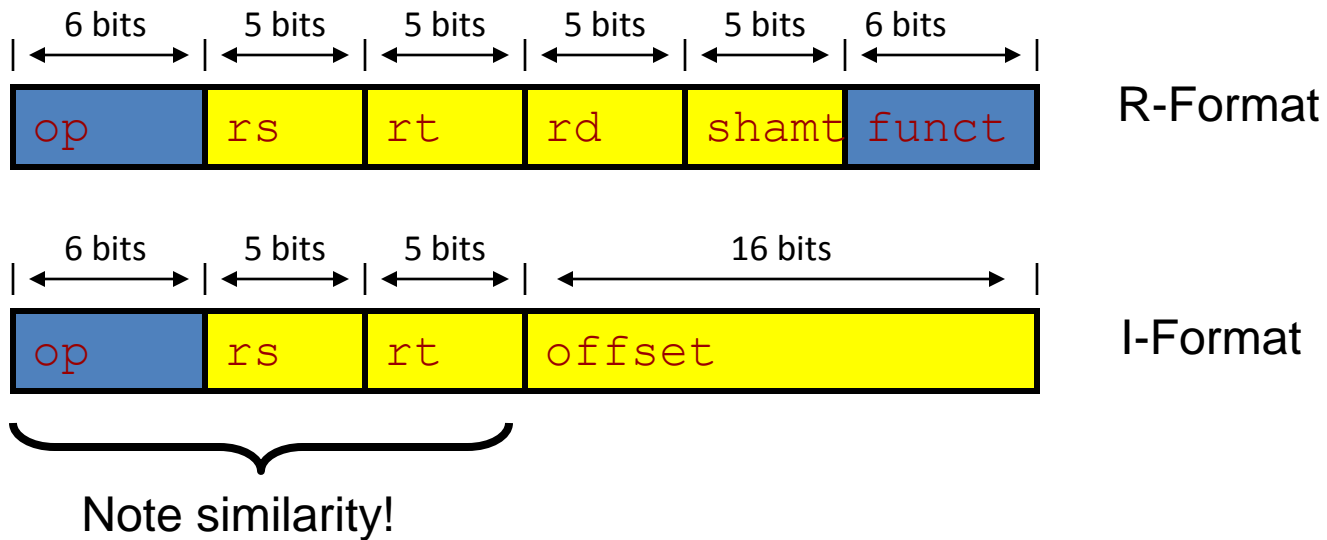 6 bits 5 bits 5 bits 5 bits 5 bits 6 bits
op rs rt rd shamt funct
R-Format
6 bits 5 bits 5 bits 16 bits
op rs rt offset
I-Format
Note similarity!